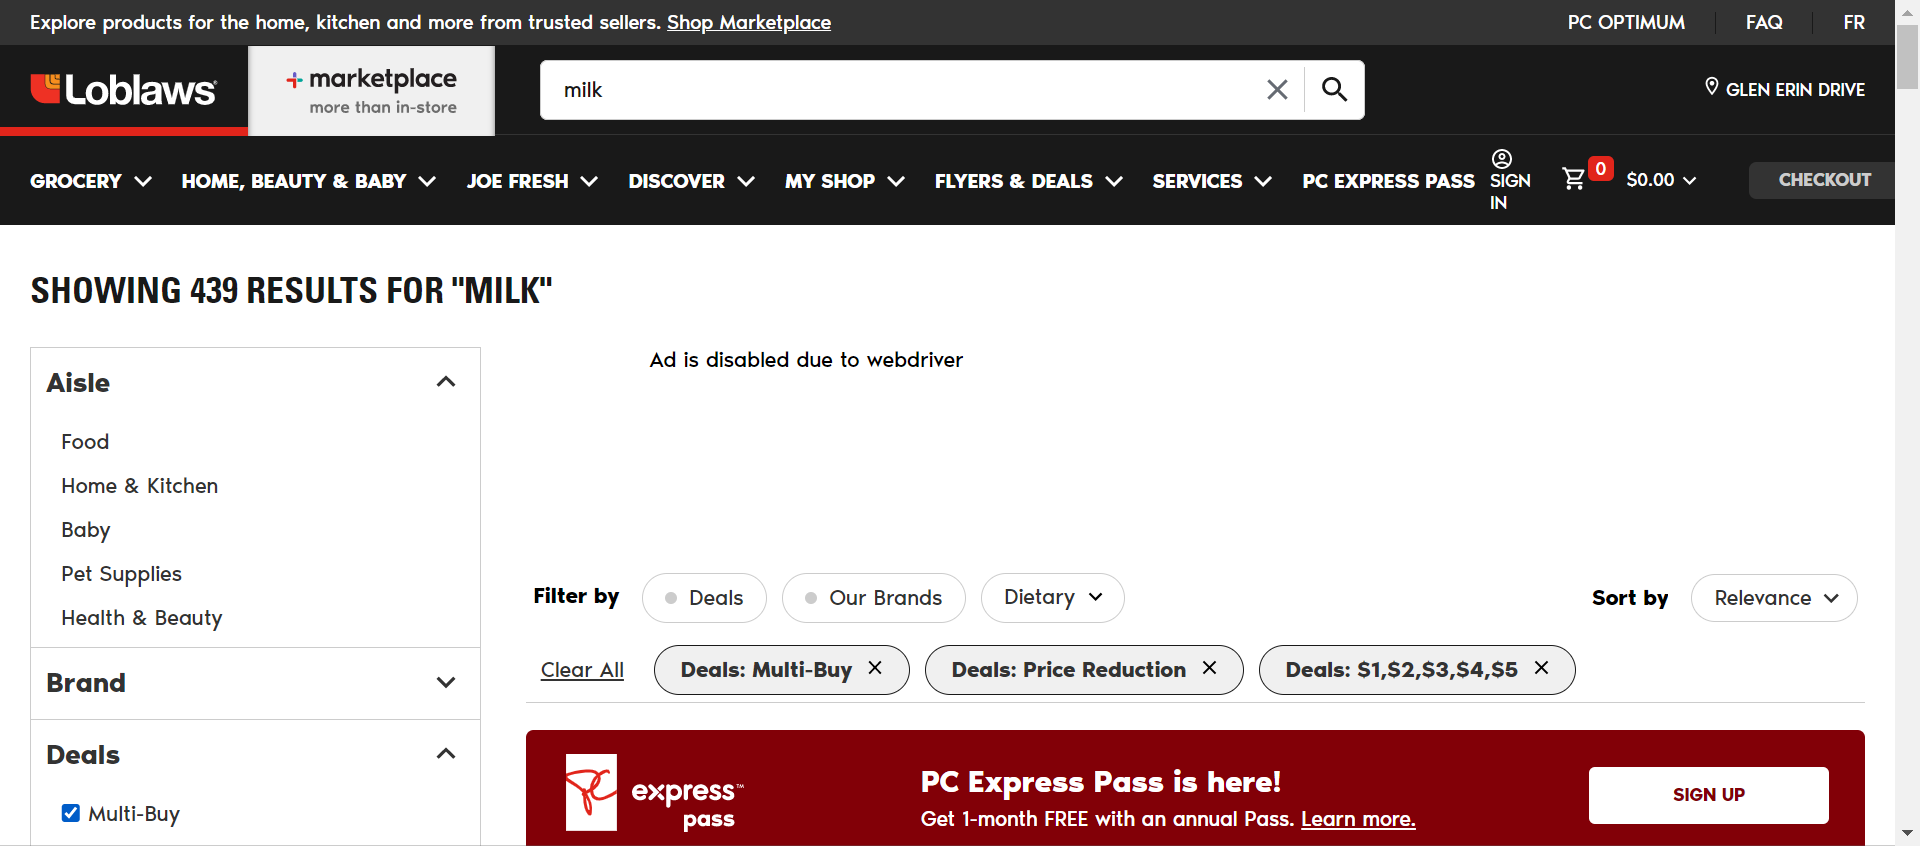 Explore products for the home, kitchen and more from trusted sellers. Shop Marketplace
PC OPTIMUM
FAQ
FR
Loblaws
marketplace
more than in-store
milk
GLEN ERIN DRIVE
GROCERY
HOME, BEAUTY & BABY
JOE FRESH
DISCOVER
MY SHOP
FLYERS & DEALS
SERVICES
PC EXPRESS PASS
SIGN
IN
0
$0.00
CHECKOUT
SHOWING 439 RESULTS FOR "MILK"
Aisle
Food
Home & Kitchen
Baby
Pet Supplies
Health & Beauty
Brand
Deals
Multi-Buy
Ad is disabled due to webdriver
Filter by
Deals
Our Brands
Dietary
Sort by
Relevance
Clear All
Deals: Multi-Buy
Deals: Price Reduction
Deals: $1,$2,$3,$4,$5
PC
express™
pass
PC Express Pass is here!
Get 1-month FREE with an annual Pass. Learn more.
SIGN UP